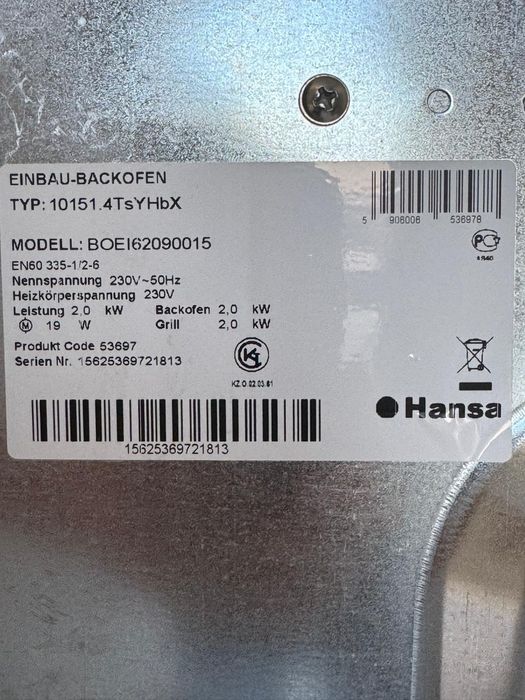 EINBAU-BACKOFEN
TYP: 10151.4TsYHbX
5 906006 536978
MODELL: BOEI62090015
EN60 335-1/2-6
Nennspannung 230V~50Hz
Heizkörperspannung 230V
Leistung 2,0 kW Backofen 2,0 kW
M 19 W Grill 2,0 kW
Produkt Code 53697
Serien Nr. 15625369721813
KZ.O.02.03.61
Hansa
15625369721813